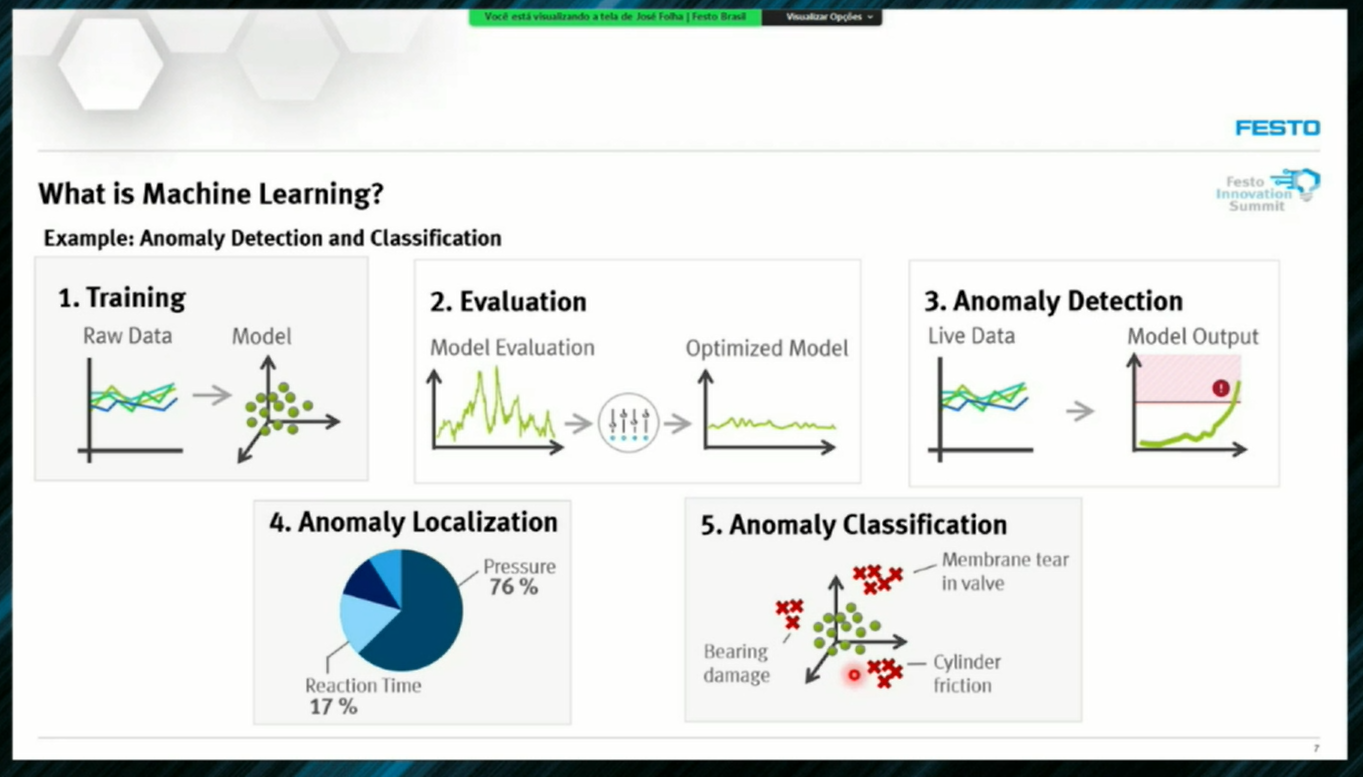 Você está visualizando a tela de José Folha | Festo Brasil
Visualizar Opções
FESTO
Festo
Innovation
Summit
What is Machine Learning?
Example: Anomaly Detection and Classification
1. Training
Raw Data
Model
2. Evaluation
Model Evaluation
Optimized Model
3. Anomaly Detection
Live Data
Model Output
!
4. Anomaly Localization
Pressure
76 %
Reaction Time
17 %
5. Anomaly Classification
Membrane tear
in valve
Bearing
damage
Cylinder
friction
7